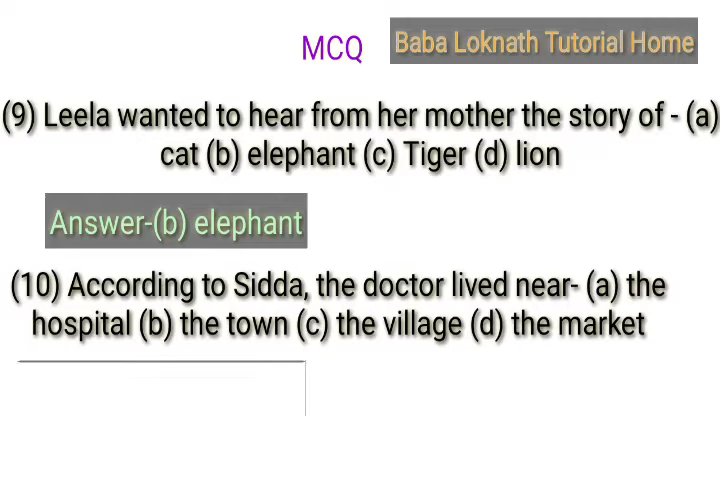 MCQ
Baba Loknath Tutorial Home
(9) Leela wanted to hear from her mother the story of - (a)
cat (b) elephant (c) Tiger (d) lion
Answer-(b) elephant
(10) According to Sidda, the doctor lived near- (a) the
hospital (b) the town (c) the village (d) the market